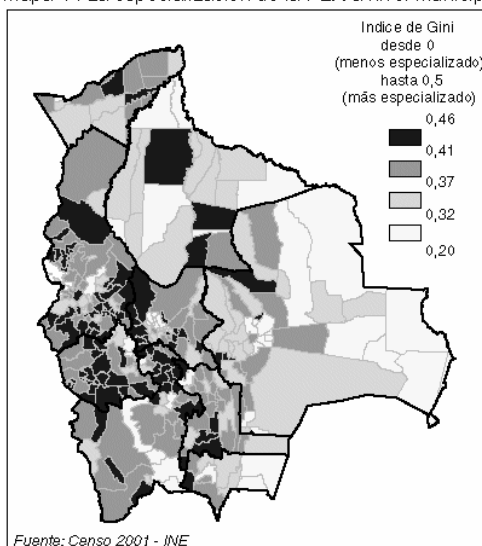 Indice de Gini
desde 0
(menos especializado)
hasta 0,5
(más especializado)
0,46
0,41
0,37
0,32
0,20
Fuente: Censo 2001 - INE